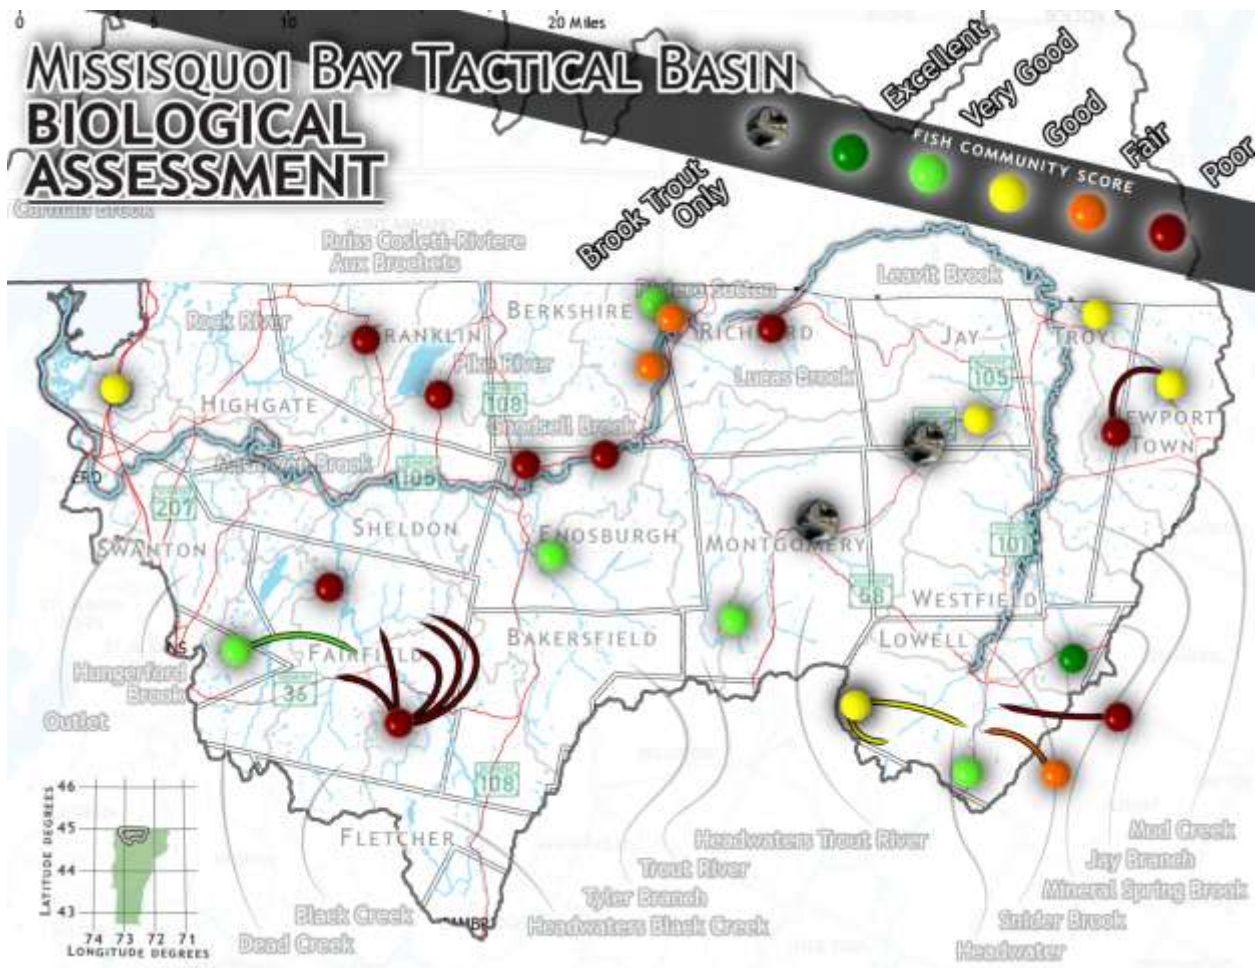 0 5 10 20 Miles
MISSISQUOI BAY TACTICAL BASIN
BIOLOGICAL
ASSESSMENT
Excellent
Very Good
Good
Fair
Poor
FISH COMMUNITY SCORE
Brook Trout
Only
Carman Brook
Ruiss Coslett-Riviere
Aux Brochets
Leavit Brook
BERKSHIRE
Rock River
FRANKLIN
RICHFORD
JAY
TROY
Pike River
Lucas Brook
105
HIGHGATE
108
Goodsell Brook
NEWPORT
TOWN
105
207
SHELDON
ENOSBURGH
MONTGOMERY
101
SWANTON
58
WESTFIELD
BAKERSFIELD
LOWELL
FAIRFIELD
Hungerford
Brook
36
Outlet
108
FLETCHER
Headwaters Trout River
Mud Creek
Trout River
Jay Branch
Tyler Branch
Mineral Spring Brook
Black Creek
Headwaters Black Creek
Snider Brook
Dead Creek
Headwater
LATITUDE DEGREES
46
45
44
43
74 73 72 71
LONGITUDE DEGREES